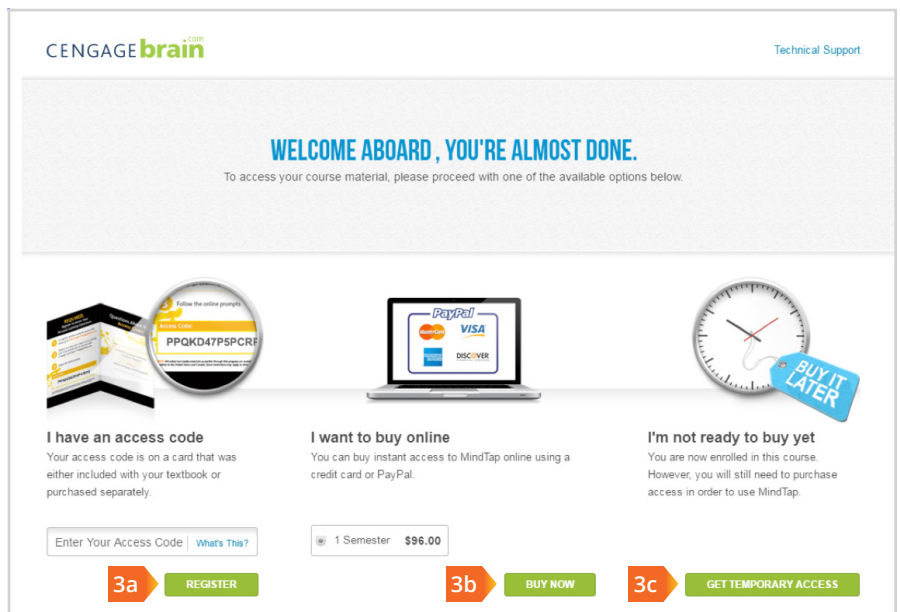 CENGAGEbrain.com
Technical Support
WELCOME ABOARD , YOU'RE ALMOST DONE.
To access your course material, please proceed with one of the available options below.
Follow the online prompts
Access Code
PPQKD47P5PCRF
PayPal
MasterCard VISA
DISCOVER
BUY IT
LATER
I have an access code
Your access code is on a card that was
either included with your textbook or
purchased separately.
Enter Your Access Code What's This?
3a REGISTER
I want to buy online
You can buy instant access to MindTap online using a
credit card or PayPal.
1 Semester $96.00
3b BUY NOW
I'm not ready to buy yet
You are now enrolled in this course.
However, you will still need to purchase
access in order to use MindTap.
3c GET TEMPORARY ACCESS